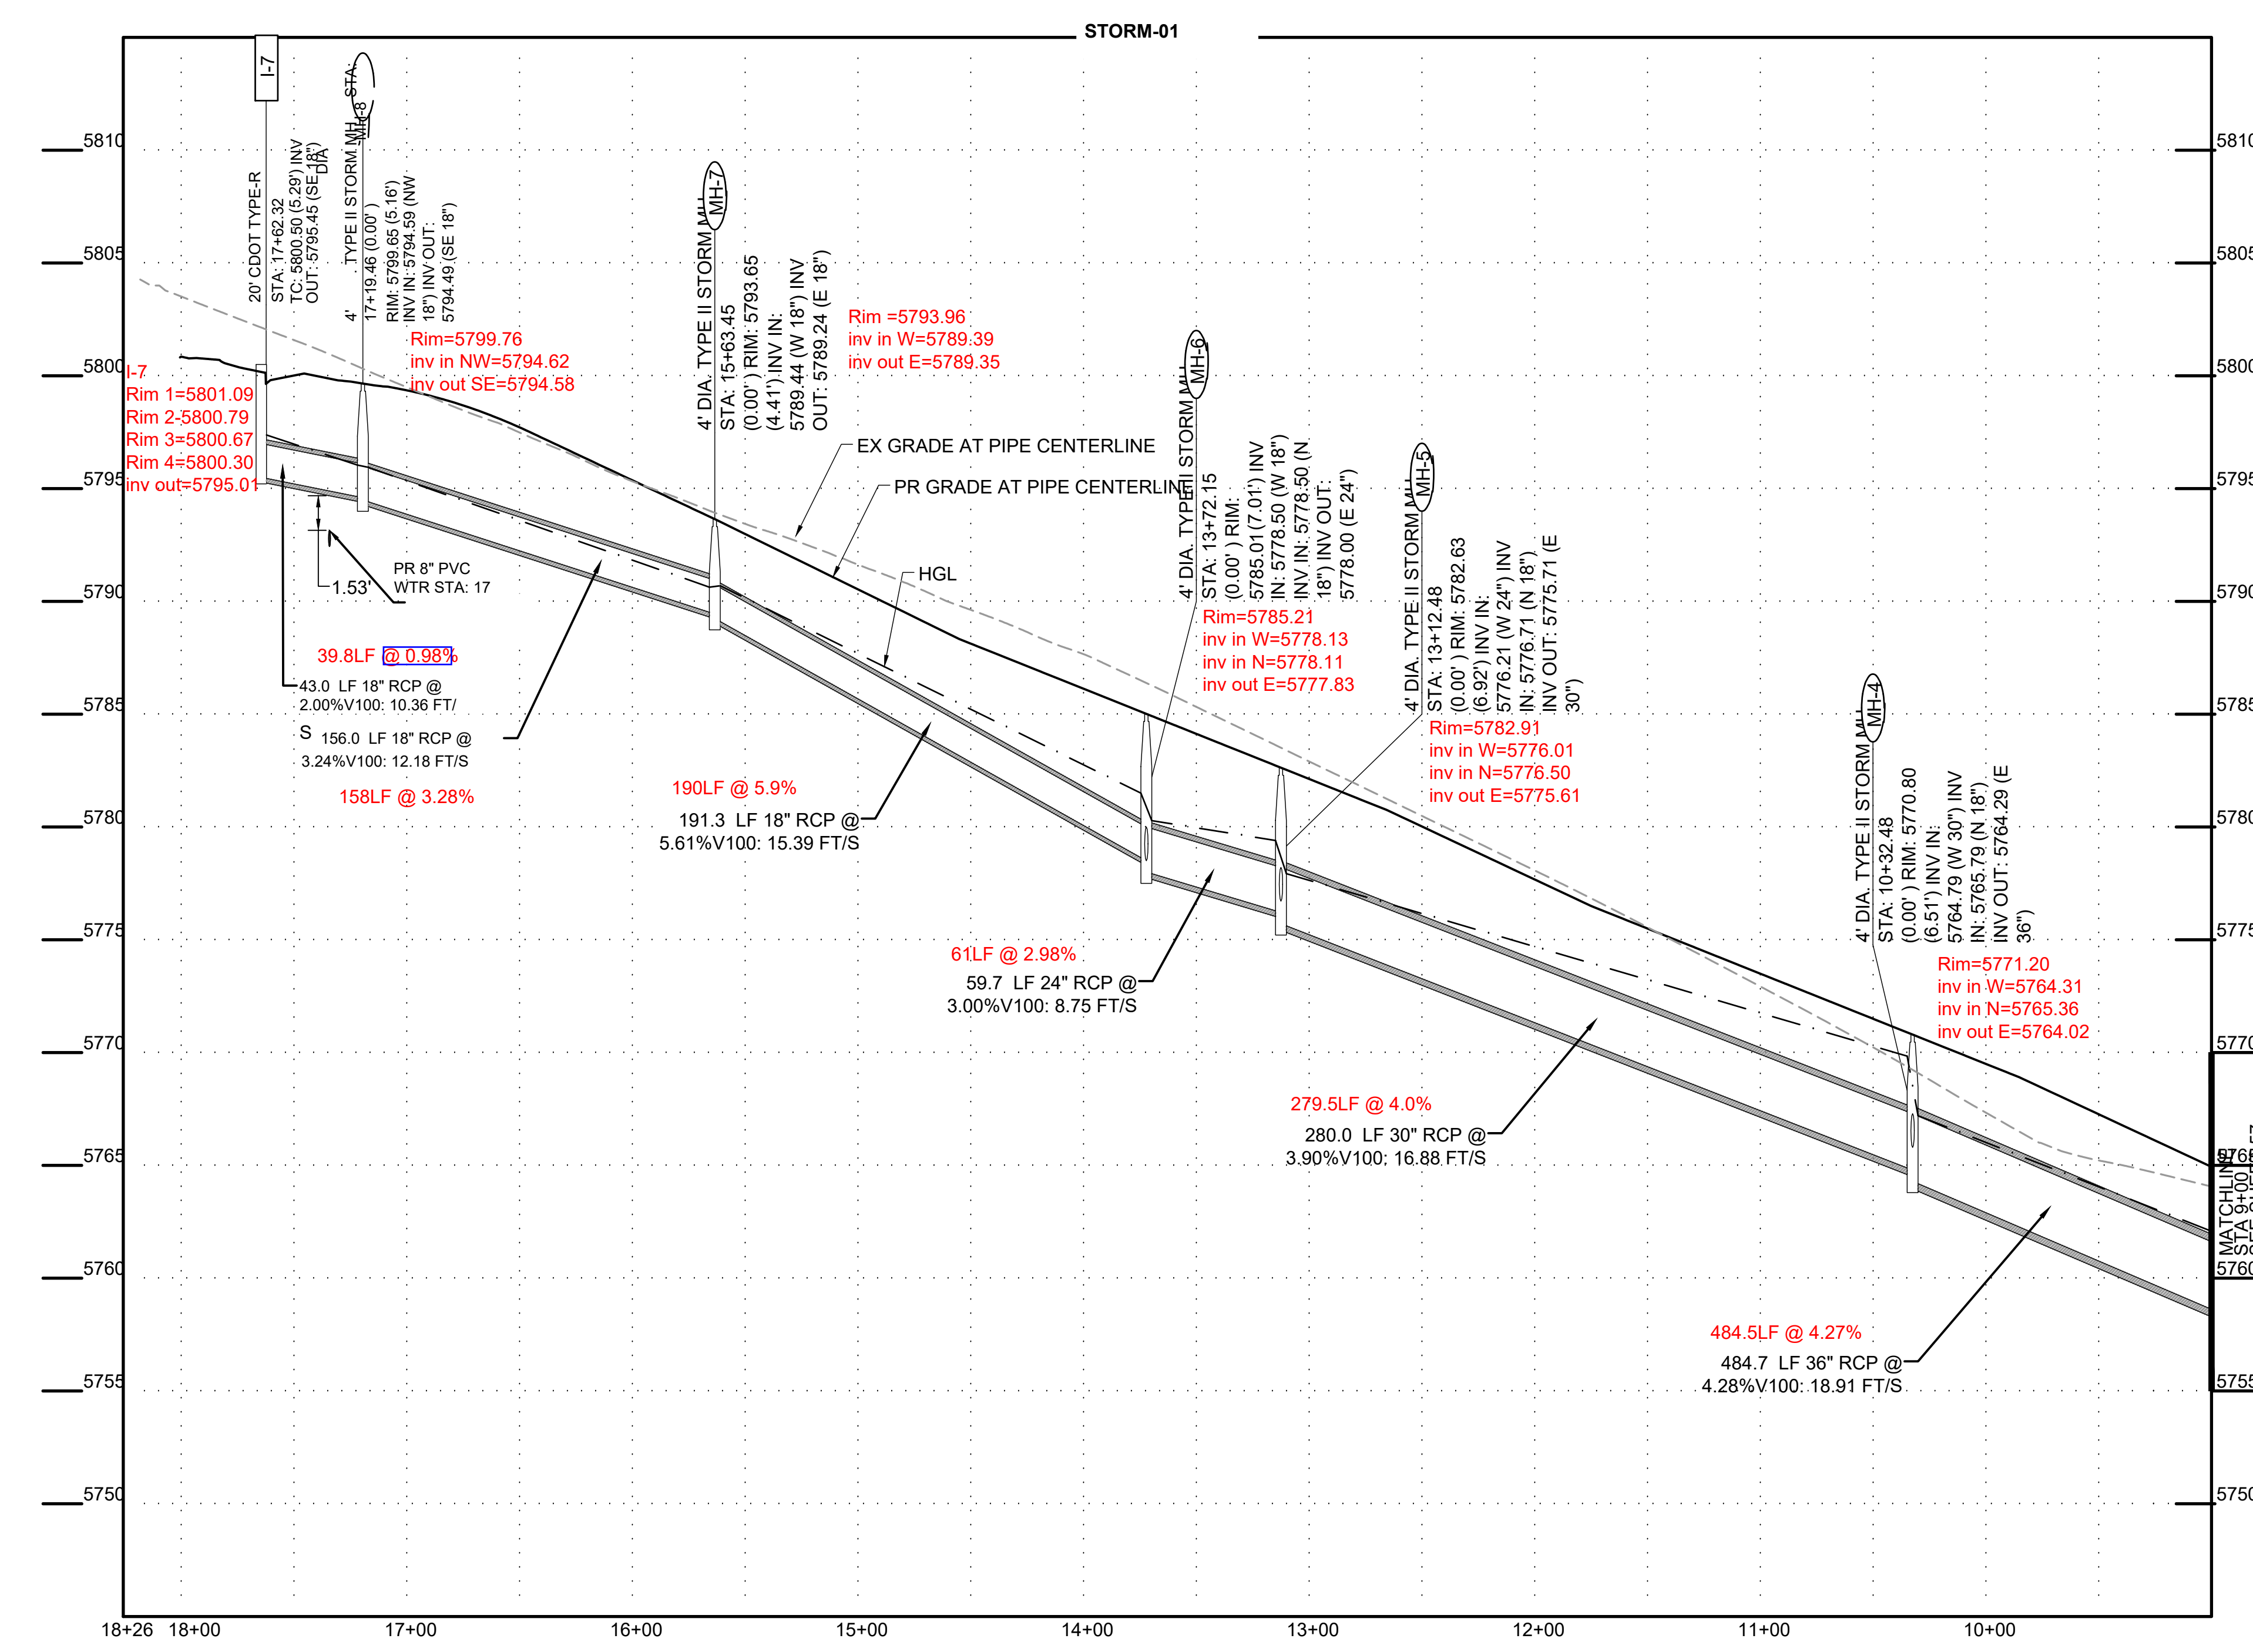 STORM-01
I-7
20' CDOT TYPE-R
STA: 17+62.32
TC: 5800.50 (5.29') INV
OUT: 5795.45 (SE 18")
DIA
MH-8
4' . TYPE II STORM MH STA:
17+19.46 (0.00' )
RIM: 5799.65 (5.16')
INV IN: 5794.59 (NW
18") INV OUT:
5794.49 (SE 18")
Rim=5799.76
inv in NW=5794.62
inv out SE=5794.58
I-7
Rim 1=5801.09
Rim 2-5800.79
Rim 3=5800.67
Rim 4=5800.30
inv out=5795.01
MH-7
4' DIA. TYPE II STORM MH
STA: 15+63.45
(0.00' ) RIM: 5793.65
(4.41') INV IN:
5789.44 (W 18") INV
OUT: 5789.24 (E 18")
Rim =5793.96
inv in W=5789.39
inv out E=5789.35
EX GRADE AT PIPE CENTERLINE
PR GRADE AT PIPE CENTERLINE
HGL
MH-6
4' DIA. TYPE II STORM MH
STA: 13+72.15
(0.00' ) RIM:
5785.01(7.01') INV
IN: 5778.50 (W 18")
INV IN: 5778.50 (N
18") INV OUT:
5778.00 (E 24")
Rim=5785.21
inv in W=5778.13
inv in N=5778.11
inv out E=5777.83
MH-5
4' DIA. TYPE II STORM MH
STA: 13+12.48
(0.00' ) RIM: 5782.63
(6.92') INV IN:
5776.21 (W 24") INV
IN: 5776.71 (N 18")
INV OUT: 5775.71 (E
30")
Rim=5782.91
inv in W=5776.01
inv in N=5776.50
inv out E=5775.61
MH-4
4' DIA. TYPE II STORM MH
STA: 10+32.48
(0.00' ) RIM: 5770.80
(6.51') INV IN:
5764.79 (W 30") INV
IN: 5765.79 (N 18")
INV OUT: 5764.29 (E
36")
Rim=5771.20
inv in W=5764.31
inv in N=5765.36
inv out E=5764.02
1.53'
PR 8" PVC
WTR STA: 17
39.8LF @ 0.98%
43.0 LF 18" RCP @
2.00%V100: 10.36 FT/
S
156.0 LF 18" RCP @
3.24%V100: 12.18 FT/S
158LF @ 3.28%
190LF @ 5.9%
191.3 LF 18" RCP @
5.61%V100: 15.39 FT/S
61LF @ 2.98%
59.7 LF 24" RCP @
3.00%V100: 8.75 FT/S
279.5LF @ 4.0%
280.0 LF 30" RCP @
3.90%V100: 16.88 FT/S
484.5LF @ 4.27%
484.7 LF 36" RCP @
4.28%V100: 18.91 FT/S
MATCHLINE
STA 9+00
5810
5805
5800
5795
5790
5785
5780
5775
5770
5765
5760
5755
5750
5810
5805
5800
5795
5790
5785
5780
5775
5770
5765
5760
5755
5750
18+26 18+00 17+00 16+00 15+00 14+00 13+00 12+00 11+00 10+00